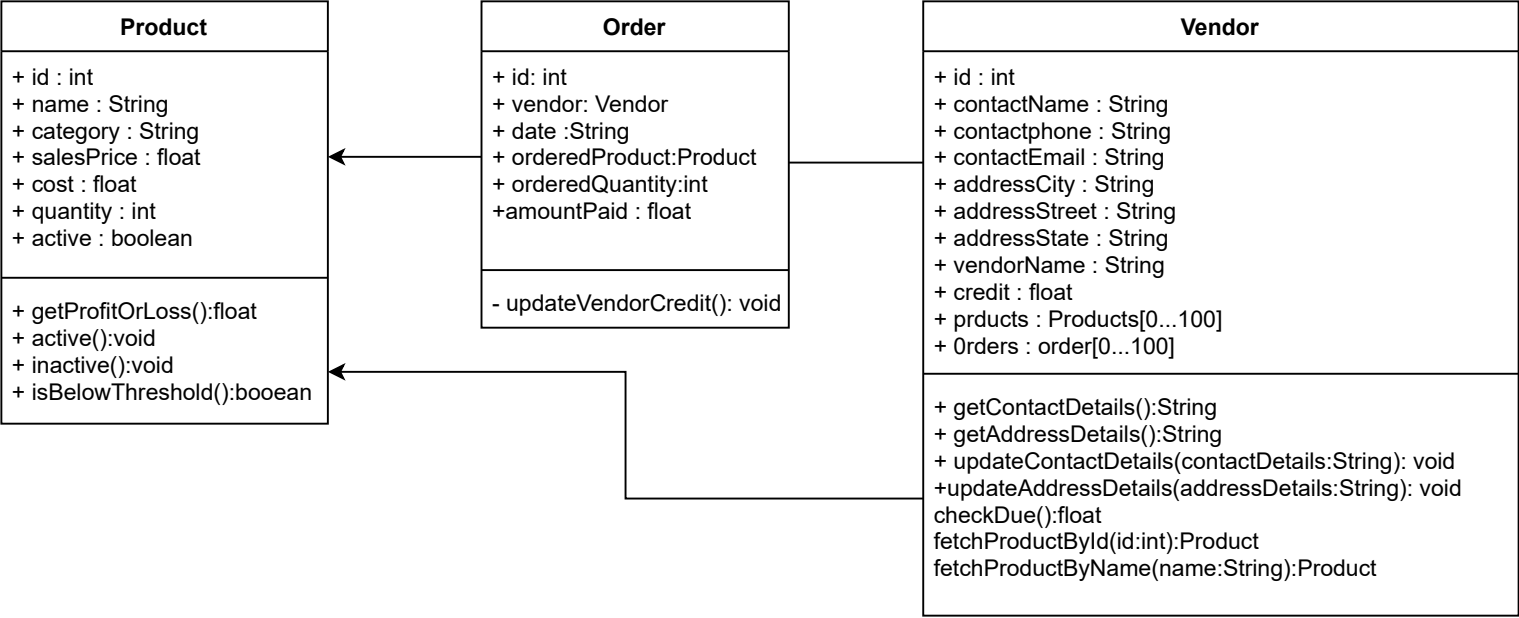 Product
+ id : int
+ name : String
+ category : String
+ salesPrice : float
+ cost : float
+ quantity : int
+ active : boolean
+ getProfitOrLoss():float
+ active():void
+ inactive():void
+ isBelowThreshold():booean
Order
+ id: int
+ vendor: Vendor
+ date :String
+ orderedProduct:Product
+ orderedQuantity:int
+amountPaid : float
- updateVendorCredit(): void
Vendor
+ id : int
+ contactName : String
+ contactphone : String
+ contactEmail : String
+ addressCity : String
+ addressStreet : String
+ addressState : String
+ vendorName : String
+ credit : float
+ prducts : Products[0...100]
+ 0rders : order[0...100]
+ getContactDetails():String
+ getAddressDetails():String
+ updateContactDetails(contactDetails:String): void
+updateAddressDetails(addressDetails:String): void
checkDue():float
fetchProductById(id:int):Product
fetchProductByName(name:String):Product